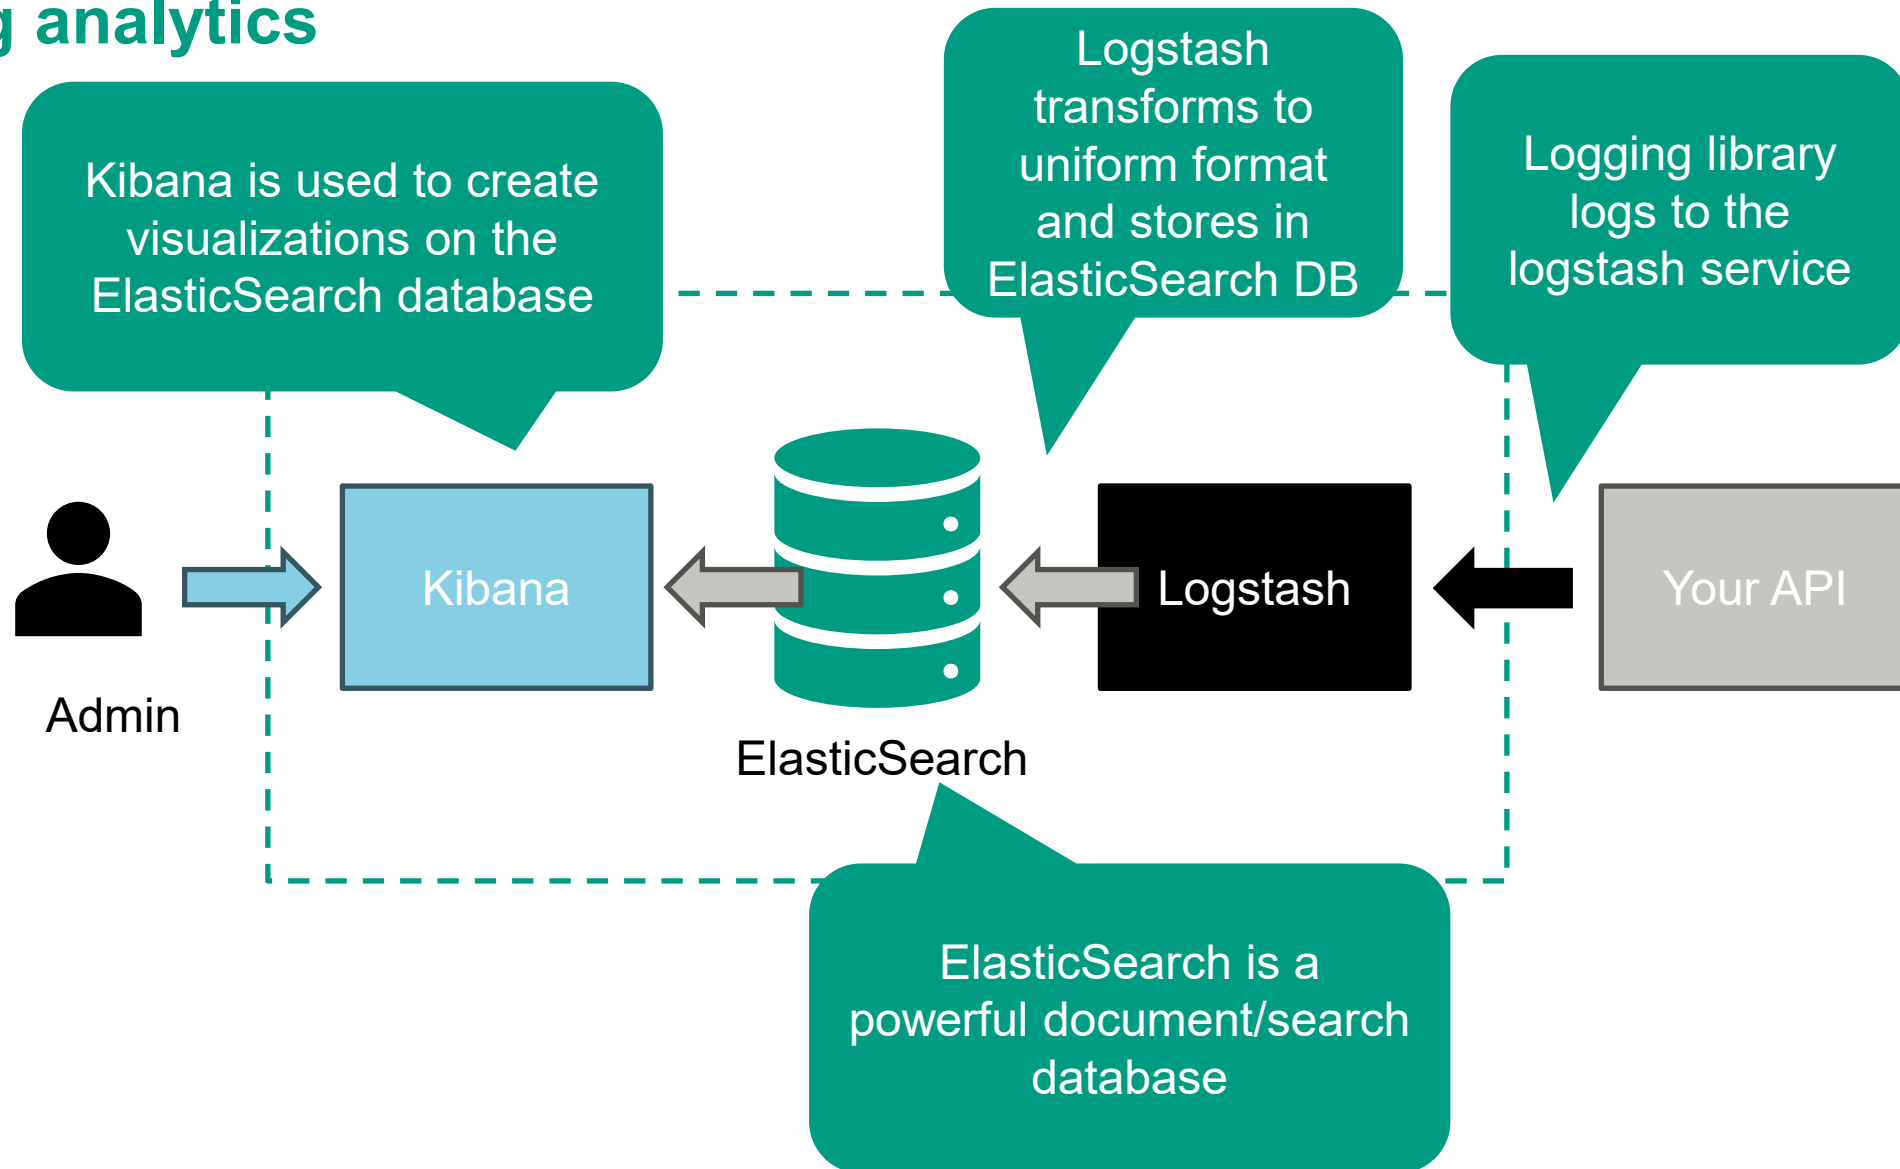 analytics
Kibana is used to create
visualizations on the
ElasticSearch database
Logstash
transforms to
uniform format
and stores in
ElasticSearch DB
Logging library
logs to the
logstash service
Kibana
Logstash
Your API
Admin
ElasticSearch
ElasticSearch is a
powerful document/search
database